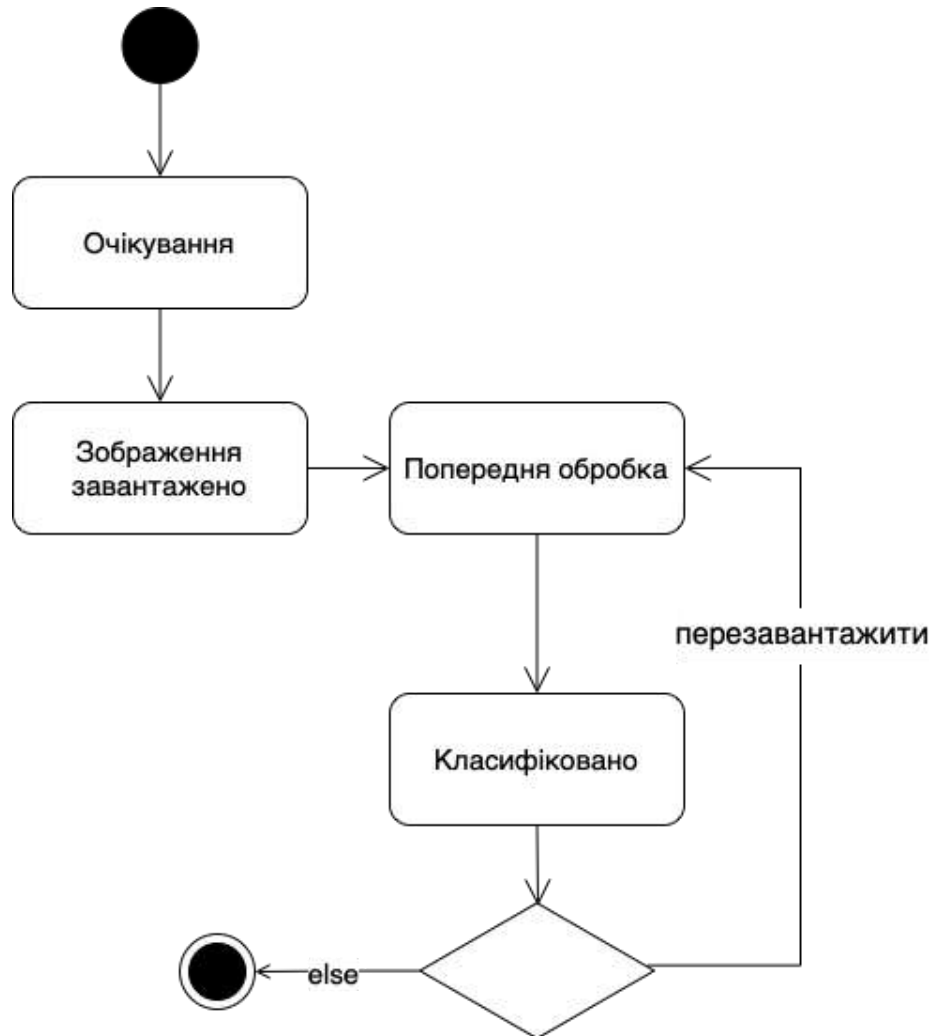 Очікування
Зображення
завантажено
Попередня обробка
перезавантажити
Класифіковано
else